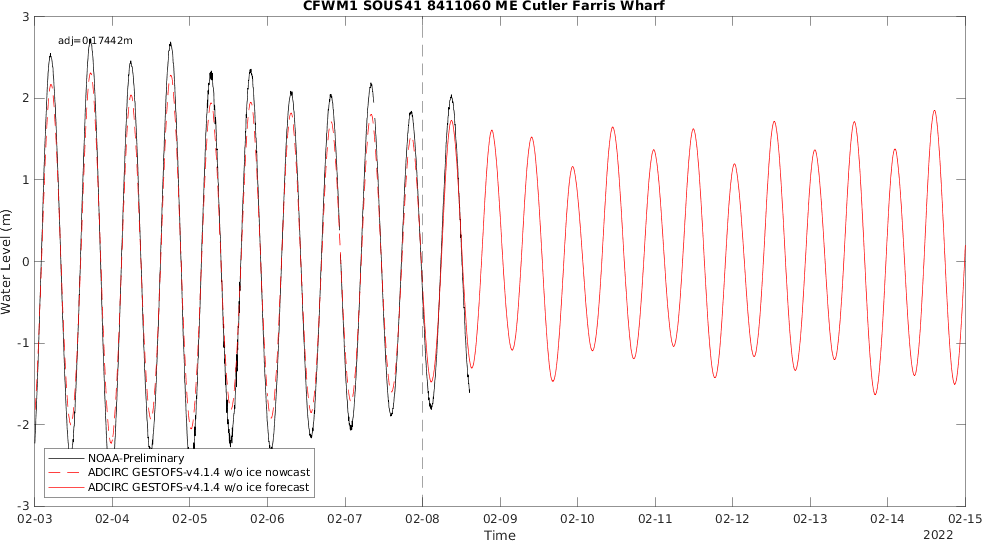 CFWM1 SOUS41 8411060 ME Cutler Farris Wharf
adj=0.17442m
3
2
1
0
-1
-2
-3
Water Level (m)
NOAA-Preliminary
ADCIRC GESTOFS-v4.1.4 w/o ice nowcast
ADCIRC GESTOFS-v4.1.4 w/o ice forecast
02-03 02-04 02-05 02-06 02-07 02-08 02-09 02-10 02-11 02-12 02-13 02-14 02-15
Time
2022